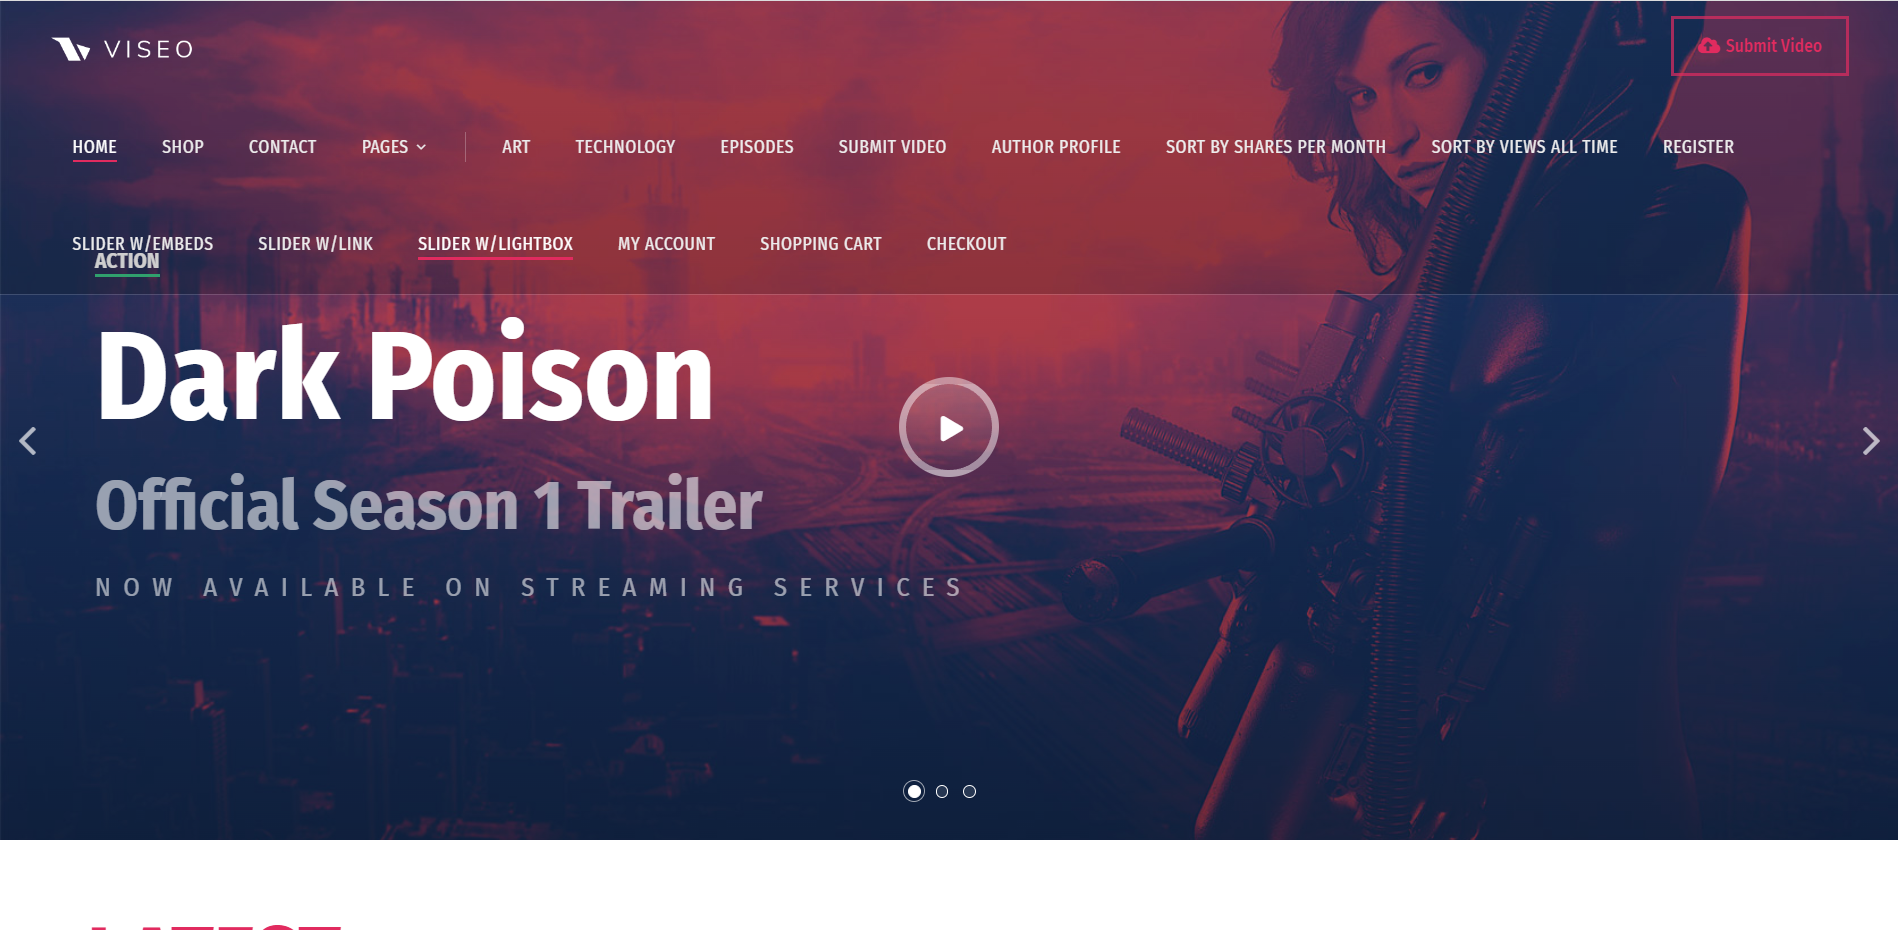 VISEO
Submit Video
HOME SHOP CONTACT PAGES ART TECHNOLOGY EPISODES SUBMIT VIDEO AUTHOR PROFILE SORT BY SHARES PER MONTH SORT BY VIEWS ALL TIME REGISTER
SLIDER W/EMBEDS SLIDER W/LINK SLIDER W/LIGHTBOX MY ACCOUNT SHOPPING CART CHECKOUT
ACTION
Dark Poison
Official Season 1 Trailer
NOW AVAILABLE ON STREAMING SERVICES